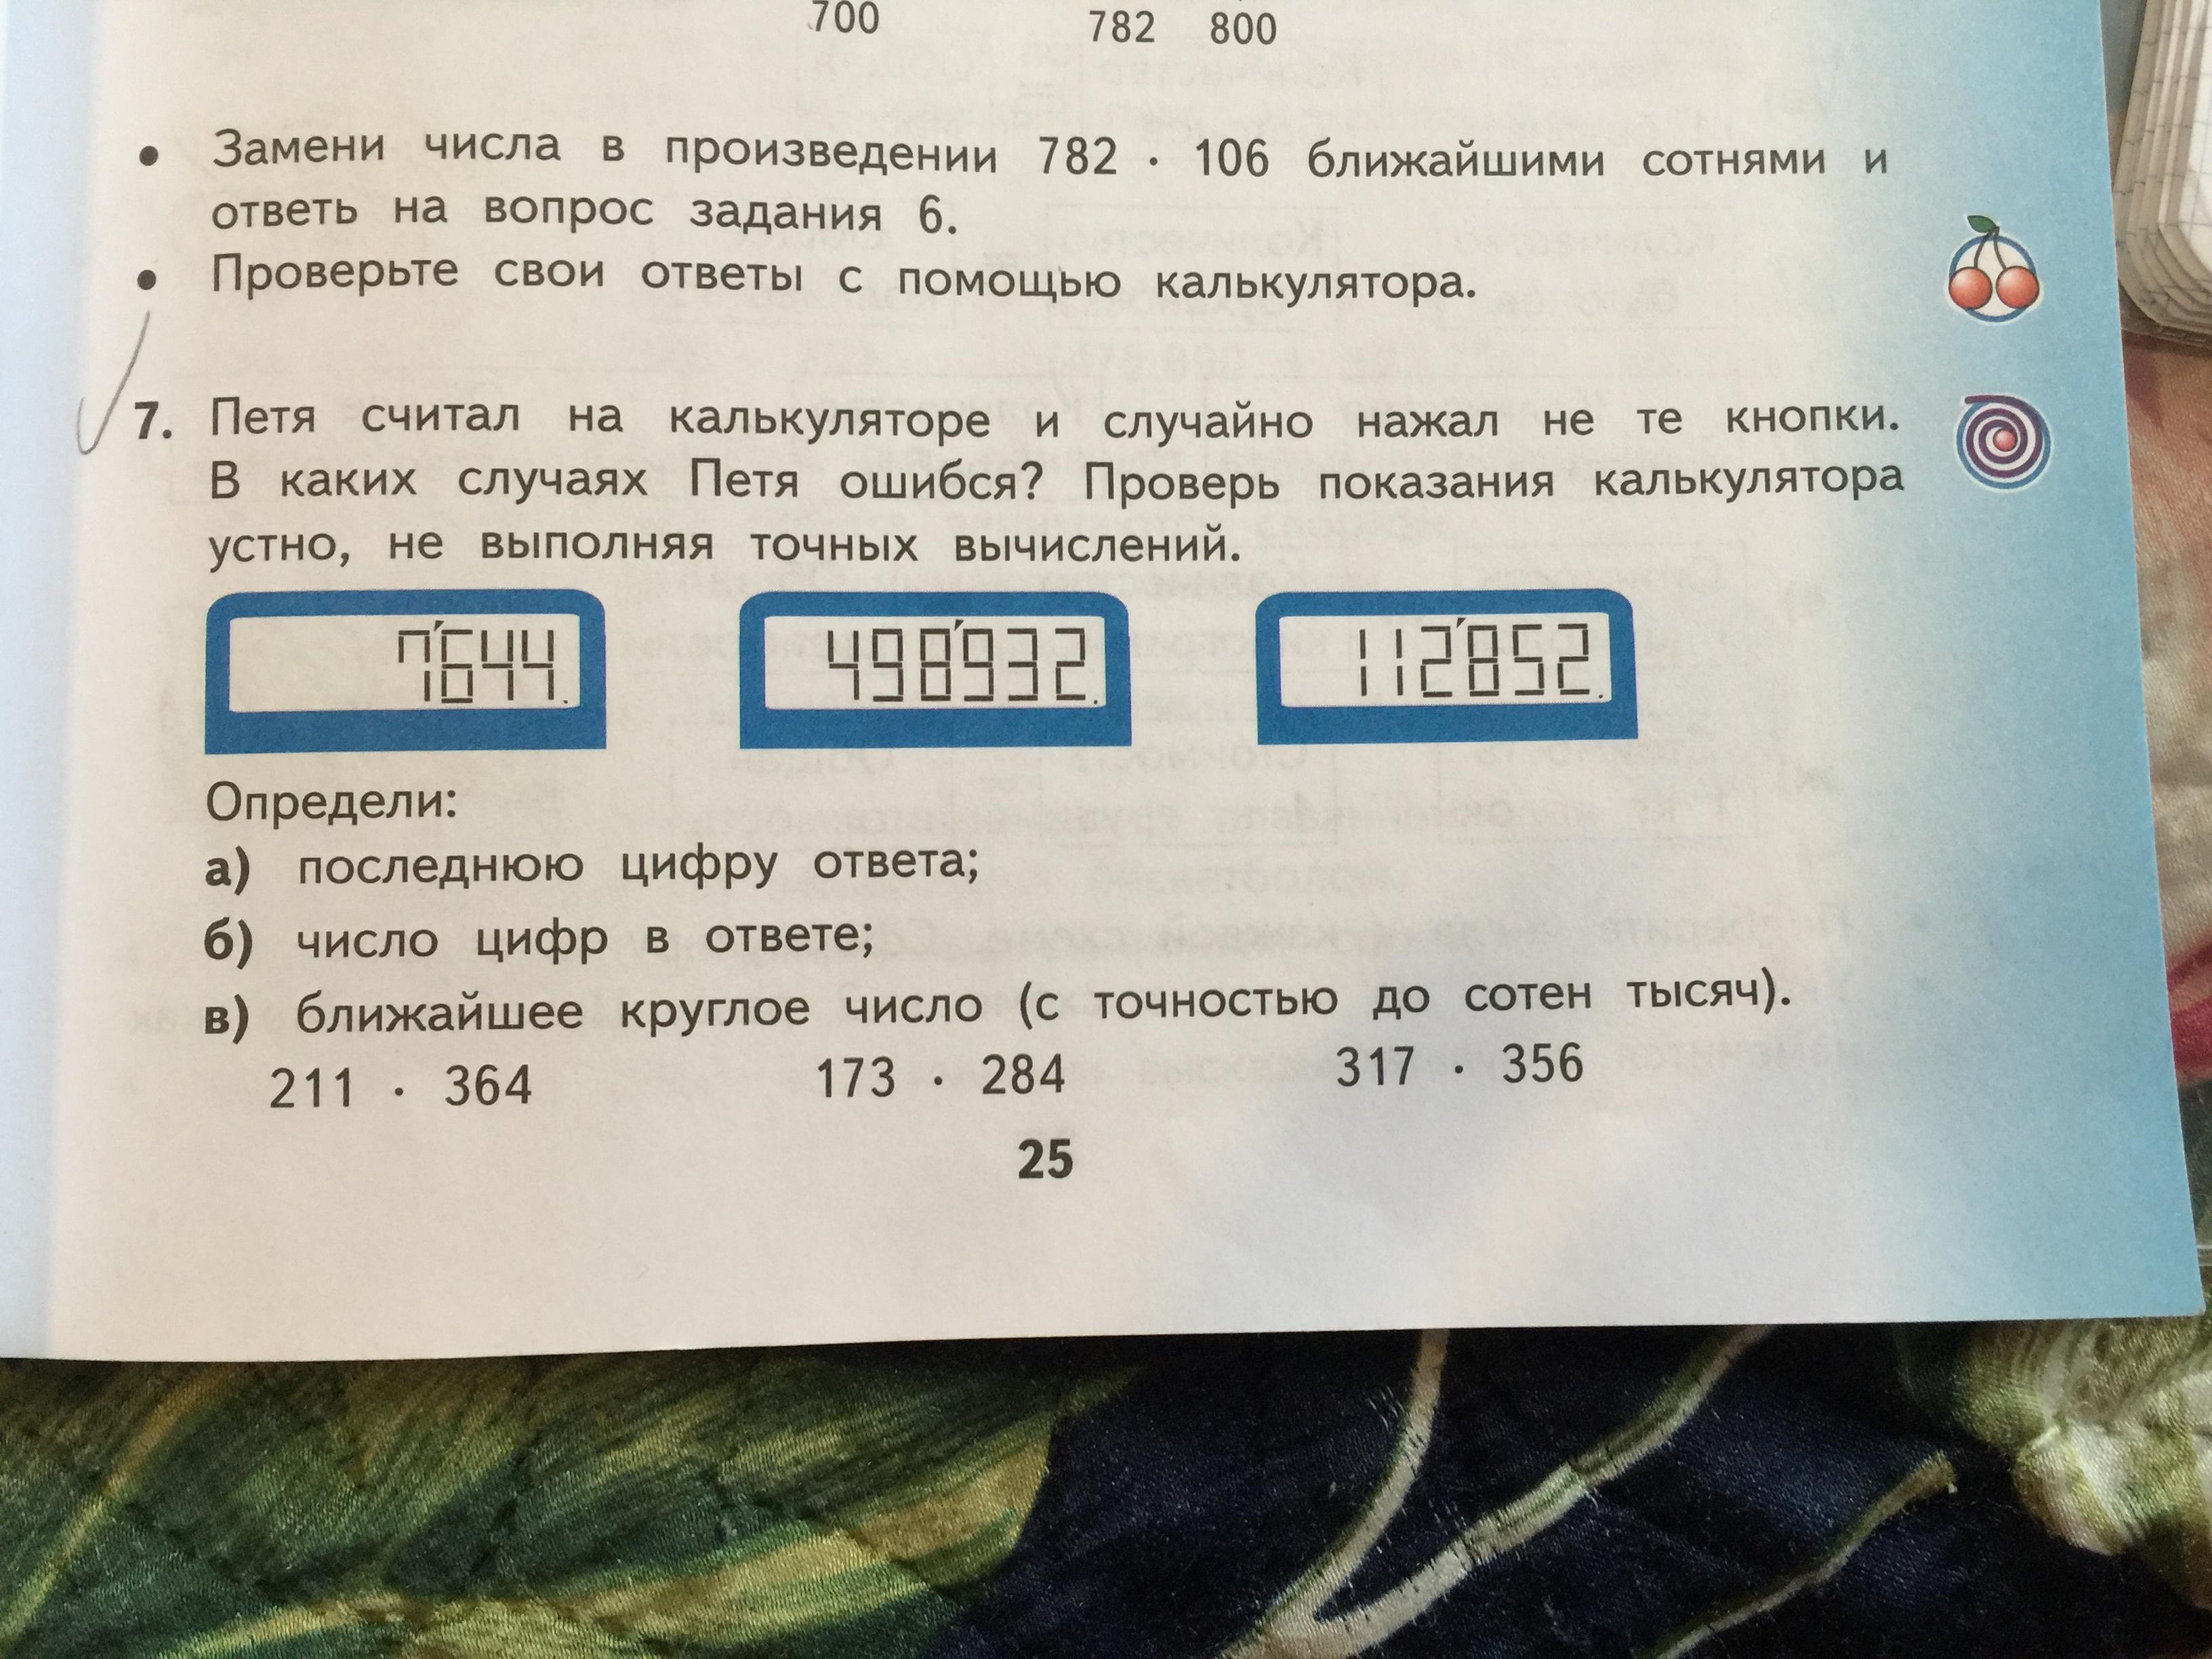 700 782 800
• Замени числа в произведении 782 · 106 ближайшими сотнями и
ответь на вопрос задания 6.
• Проверьте свои ответы с помощью калькулятора.
7. Петя считал на калькуляторе и случайно нажал не те кнопки.
В каких случаях Петя ошибся? Проверь показания калькулятора
устно, не выполняя точных вычислений.
7'644. 498'932. 112'852.
Определи:
а) последнюю цифру ответа;
б) число цифр в ответе;
в) ближайшее круглое число (с точностью до сотен тысяч).
211 · 364 173 · 284 317 · 356
25